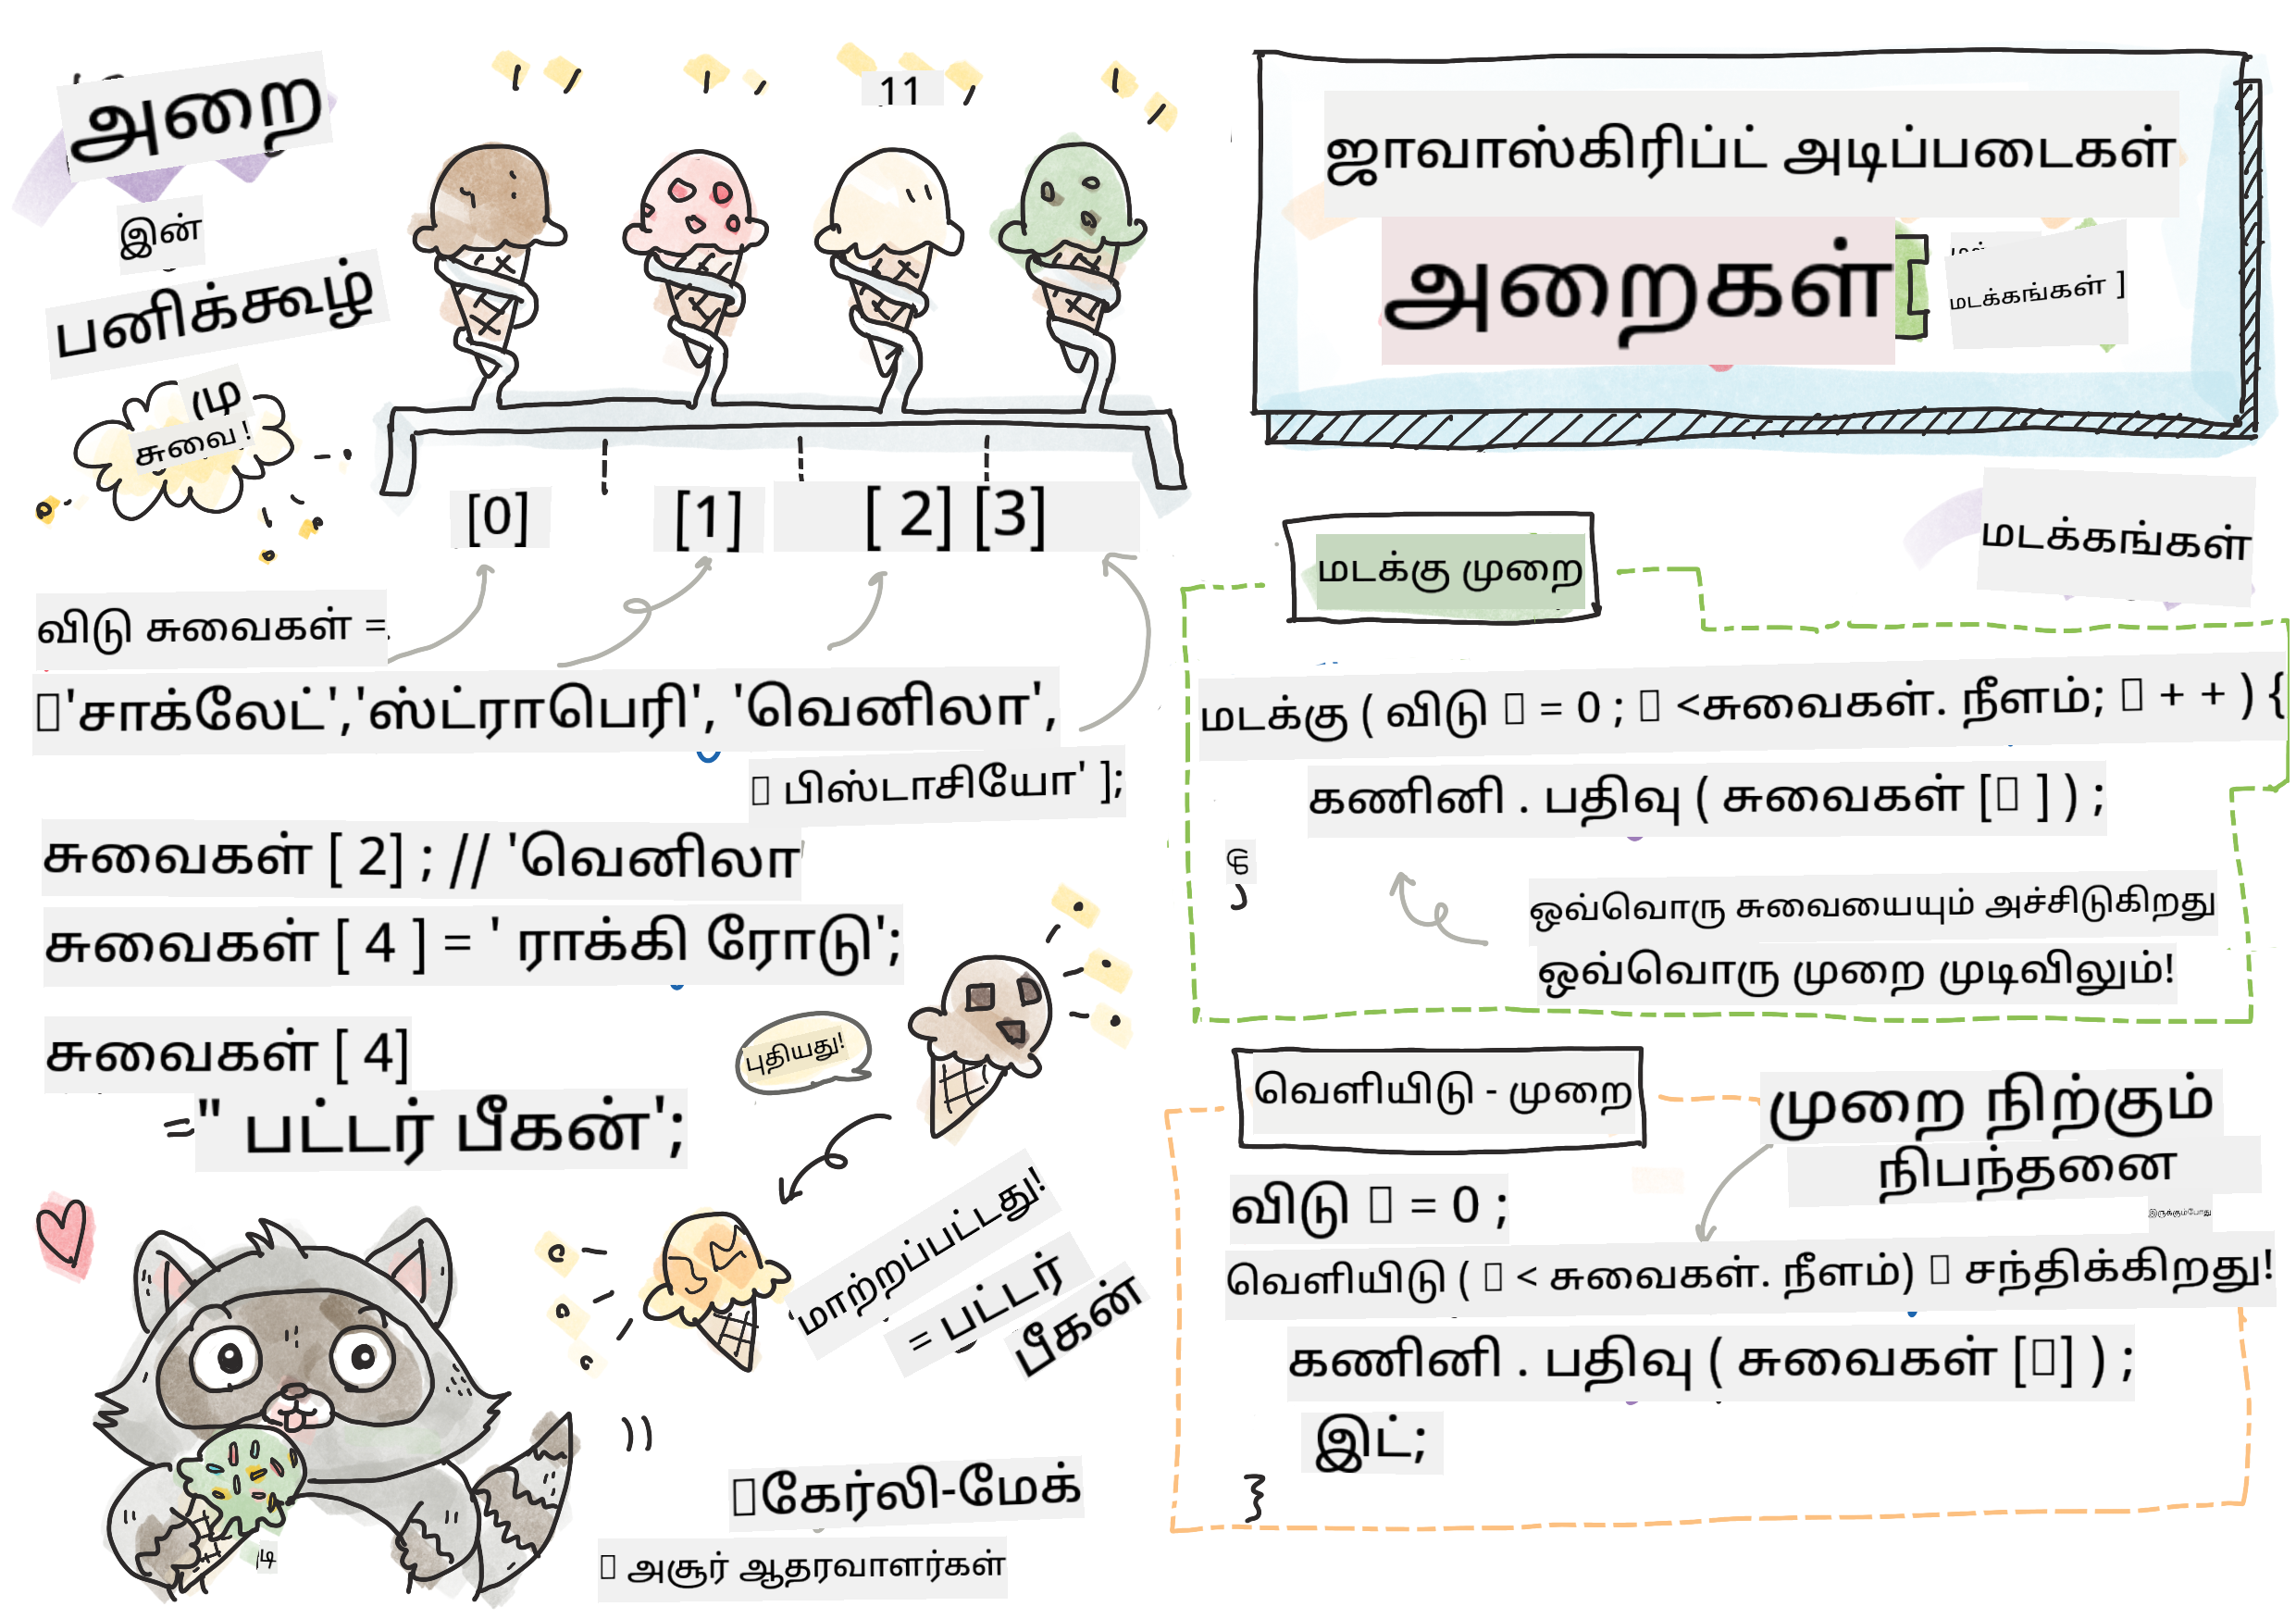 அறை
இன்
பனிக்கூழ்
சுவை!
11
[0] [1] [ 2] [3]
விடு சுவைகள் =
'சாக்லேட்','ஸ்ட்ராபெரி', 'வெனிலா',
பிஸ்டாசியோ' ];
சுவைகள் [ 2] ; // 'வெனிலா'
சுவைகள் [ 4 ] = ' ராக்கி ரோடு';
சுவைகள் [ 4]
=" பட்டர் பீகன்';
புதியது!
மாற்றப்பட்டது!
= பட்டர்
பீகன்
கேர்லி-மேக்
அசூர் ஆதரவாளர்கள்
ஜாவாஸ்கிரிப்ட் அடிப்படைகள்
அறைகள் [ மடக்கங்கள் ]
மடக்கங்கள்
மடக்கு முறை
மடக்கு ( விடு = 0 ; <சுவைகள். நீளம்; + + ) {
கணினி . பதிவு ( சுவைகள் [ ] ) ;
ஒவ்வொரு சுவையையும் அச்சிடுகிறது
ஒவ்வொரு முறை முடிவிலும்!
வெளியிடு - முறை
முறை நிற்கும்
நிபந்தனை
இருக்கும்போது
விடு = 0 ;
வெளியிடு ( < சுவைகள். நீளம்) சந்திக்கிறது!
கணினி . பதிவு ( சுவைகள் [ ] ) ;
இட்;
}